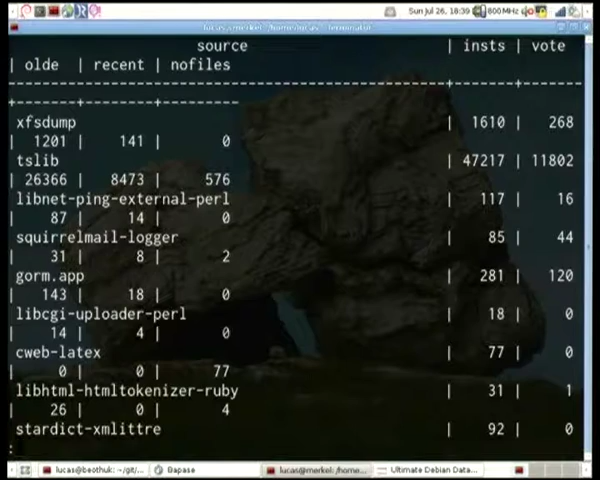 Sun Jul 26, 18:39
800 MHz
lucas@merkel: /home/lucas - Terminator
source | insts | vote
| olde | recent | nofiles
-----------------------------------------------------+--------+-------
+-------+--------+---------
xfsdump | 1610 | 268
| 1201 | 141 | 0
tslib | 47217 | 11802
| 26366 | 8473 | 576
libnet-ping-external-perl | 117 | 16
| 87 | 14 | 0
squirrelmail-logger | 85 | 44
| 31 | 8 | 2
gorm.app | 281 | 120
| 143 | 18 | 0
libcgi-uploader-perl | 18 | 0
| 14 | 4 | 0
cweb-latex | 77 | 0
| 0 | 0 | 77
libhtml-htmltokenizer-ruby | 31 | 1
| 26 | 0 | 4
stardict-xmlittre | 92 | 0
:
lucas@beothuk: ~/git/... Bapase lucas@merkel: /home... Ultimate Debian Data...